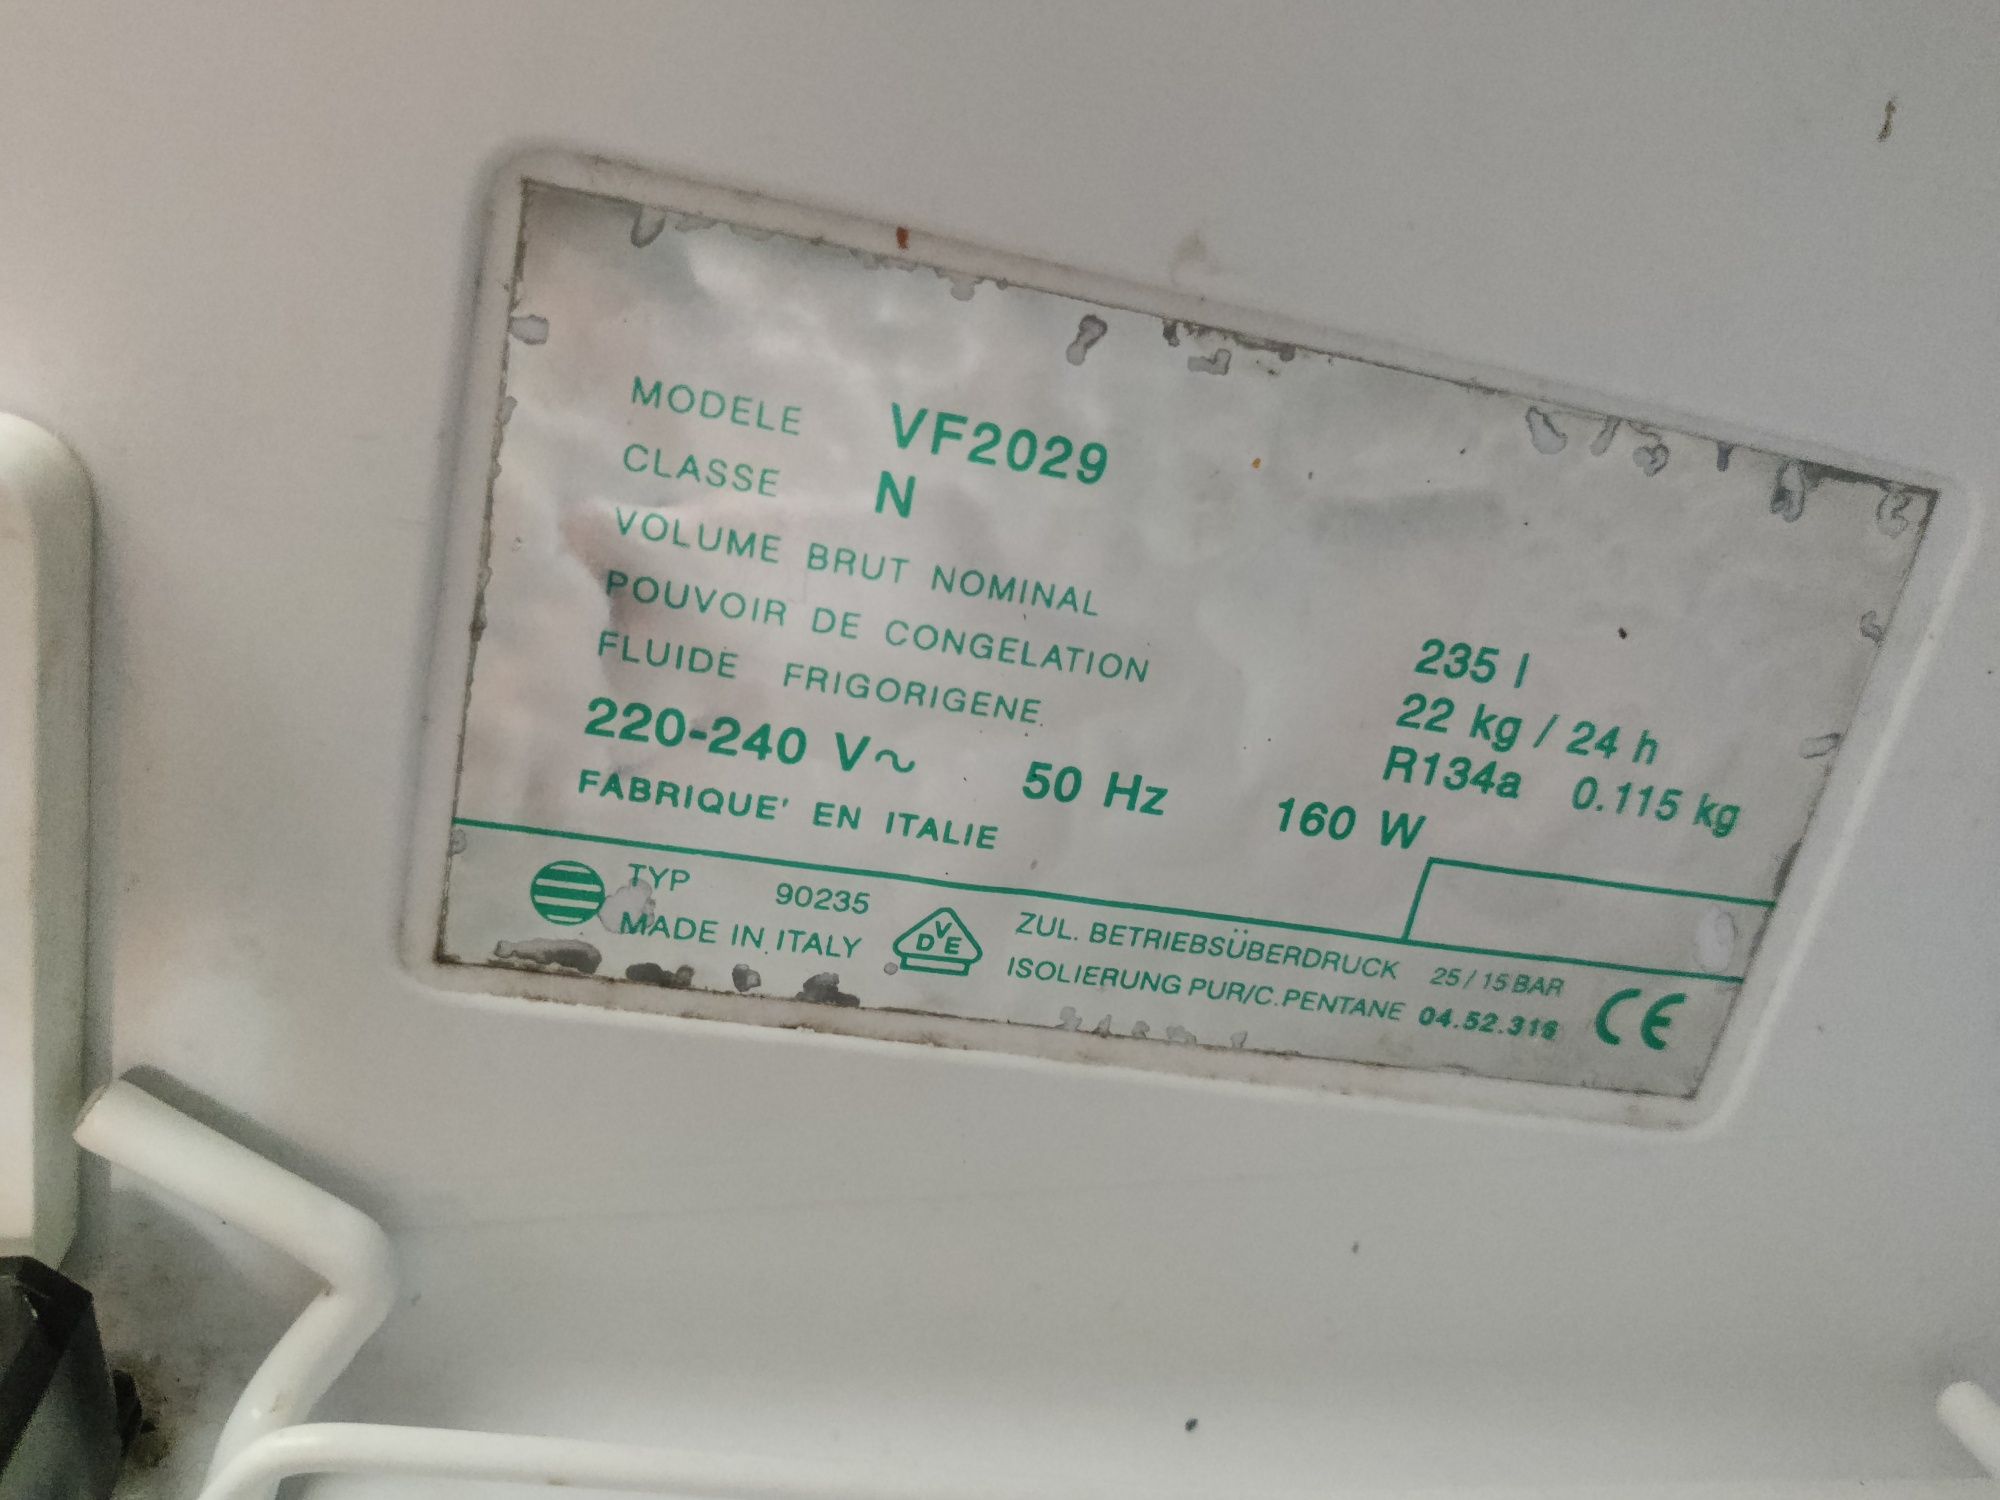 MODELE VF2029
CLASSE N
VOLUME BRUT NOMINAL 235 l
POUVOIR DE CONGELATION 22 kg / 24 h
FLUIDE FRIGORIGENE R134a 0.115 kg
220-240 V~ 50 Hz 160 W
FABRIQUE' EN ITALIE
TYP 90235
MADE IN ITALY
DVE
ZUL. BETRIEBSÜBERDRUCK 25 / 15 BAR
ISOLIERUNG PUR/C.PENTANE 04.52.318
CE